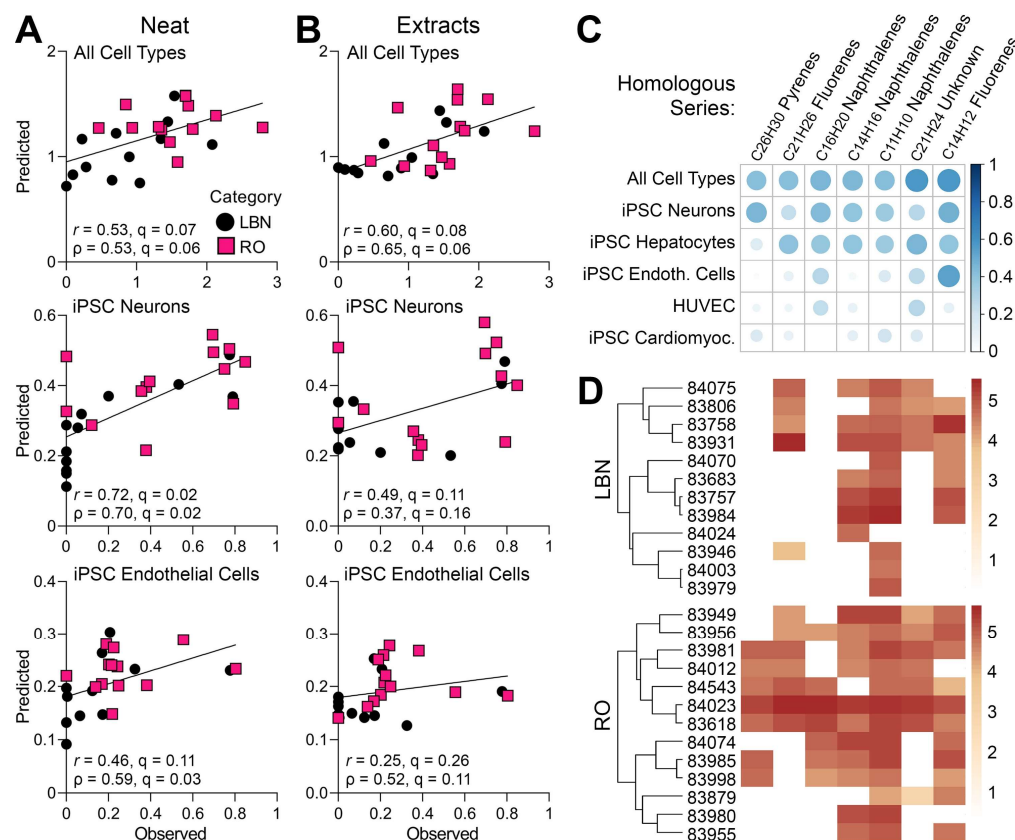 A Neat
All Cell Types
2
1
0
0 1 2 3
Predicted
Category
LBN
RO
r = 0.53, q = 0.07
ρ = 0.53, q = 0.06
iPSC Neurons
0.6
0.4
0.2
0.0
0 0.2 0.4 0.6 0.8 1
Predicted
r = 0.72, q = 0.02
ρ = 0.70, q = 0.02
iPSC Endothelial Cells
0.4
0.3
0.2
0.1
0
0 0.2 0.4 0.6 0.8 1
Predicted
r = 0.46, q = 0.11
ρ = 0.59, q = 0.03
Observed
B Extracts
All Cell Types
2
1
0
0 1 2 3
r = 0.60, q = 0.08
ρ = 0.65, q = 0.06
iPSC Neurons
0.6
0.4
0.2
0.0
0 0.2 0.4 0.6 0.8 1
r = 0.49, q = 0.11
ρ = 0.37, q = 0.16
iPSC Endothelial Cells
0.4
0.3
0.2
0.1
0
0 0.2 0.4 0.6 0.8 1
r = 0.25, q = 0.26
ρ = 0.52, q = 0.11
Observed
C
Homologous
Series:
C26H30 Pyrenes
C21H26 Fluorenes
C16H20 Naphthalenes
C14H16 Naphthalenes
C11H10 Naphthalenes
C21H24 Unknown
C14H12 Fluorenes
All Cell Types
iPSC Neurons
iPSC Hepatocytes
iPSC Endoth. Cells
HUVEC
iPSC Cardiomyoc.
1
0.8
0.6
0.4
0.2
0
D
LBN
84075
83806
83758
83931
84070
83683
83757
83984
84024
83946
84003
83979
5
4
3
2
1
RO
83949
83956
83981
84012
84543
84023
83618
84074
83985
83998
83879
83980
83955
5
4
3
2
1